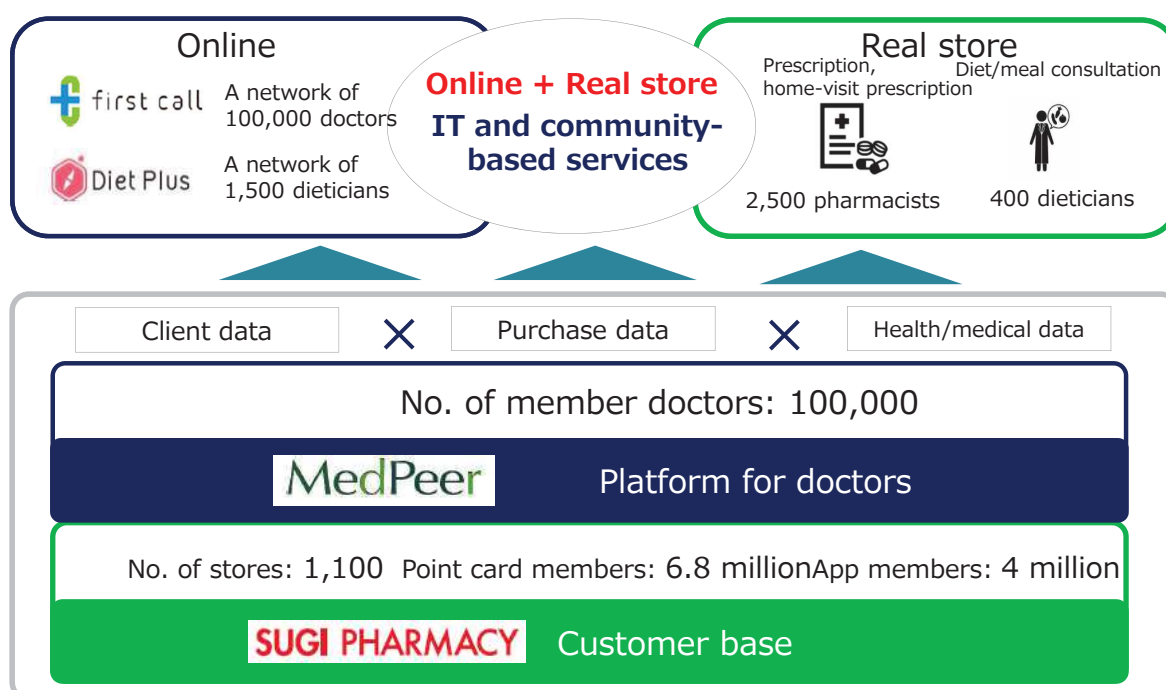 Online
first call
A network of
100,000 doctors
Diet Plus
A network of
1,500 dieticians
Online + Real store
IT and community-
based services
Real store
Prescription,
home-visit prescription
Diet/meal consultation
2,500 pharmacists
400 dieticians
Client data
×
Purchase data
×
Health/medical data
No. of member doctors: 100,000
MedPeer
Platform for doctors
No. of stores: 1,100 Point card members: 6.8 millionApp members: 4 million
SUGI PHARMACY
Customer base